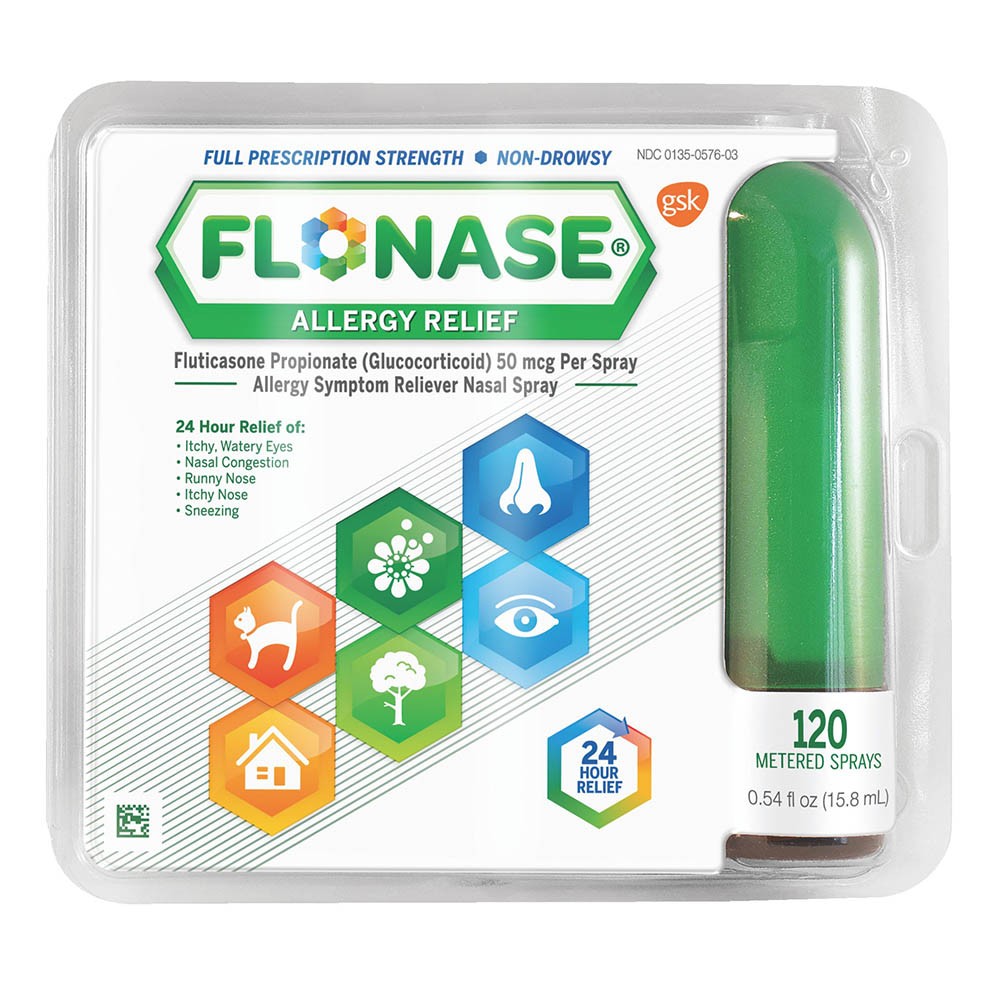 FULL PRESCRIPTION STRENGTH • NON-DROWSY NDC 0135-0576-03
gsk
FLONASE®
ALLERGY RELIEF
Fluticasone Propionate (Glucocorticoid) 50 mcg Per Spray
Allergy Symptom Reliever Nasal Spray
24 Hour Relief of:
• Itchy, Watery Eyes
• Nasal Congestion
• Runny Nose
• Itchy Nose
• Sneezing
24
HOUR
RELIEF
120
METERED SPRAYS
0.54 fl oz (15.8 mL)